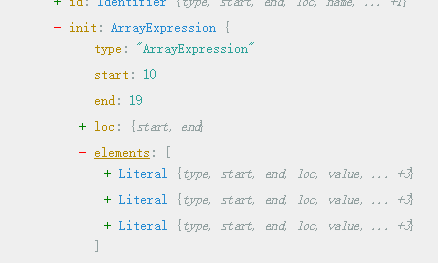 + id: Identifier {type, start, end, loc, name, ... +1}
- init: ArrayExpression {
type: "ArrayExpression"
start: 10
end: 19
+ loc: {start, end}
- elements: [
+ Literal {type, start, end, loc, value, ... +3}
+ Literal {type, start, end, loc, value, ... +3}
+ Literal {type, start, end, loc, value, ... +3}
]